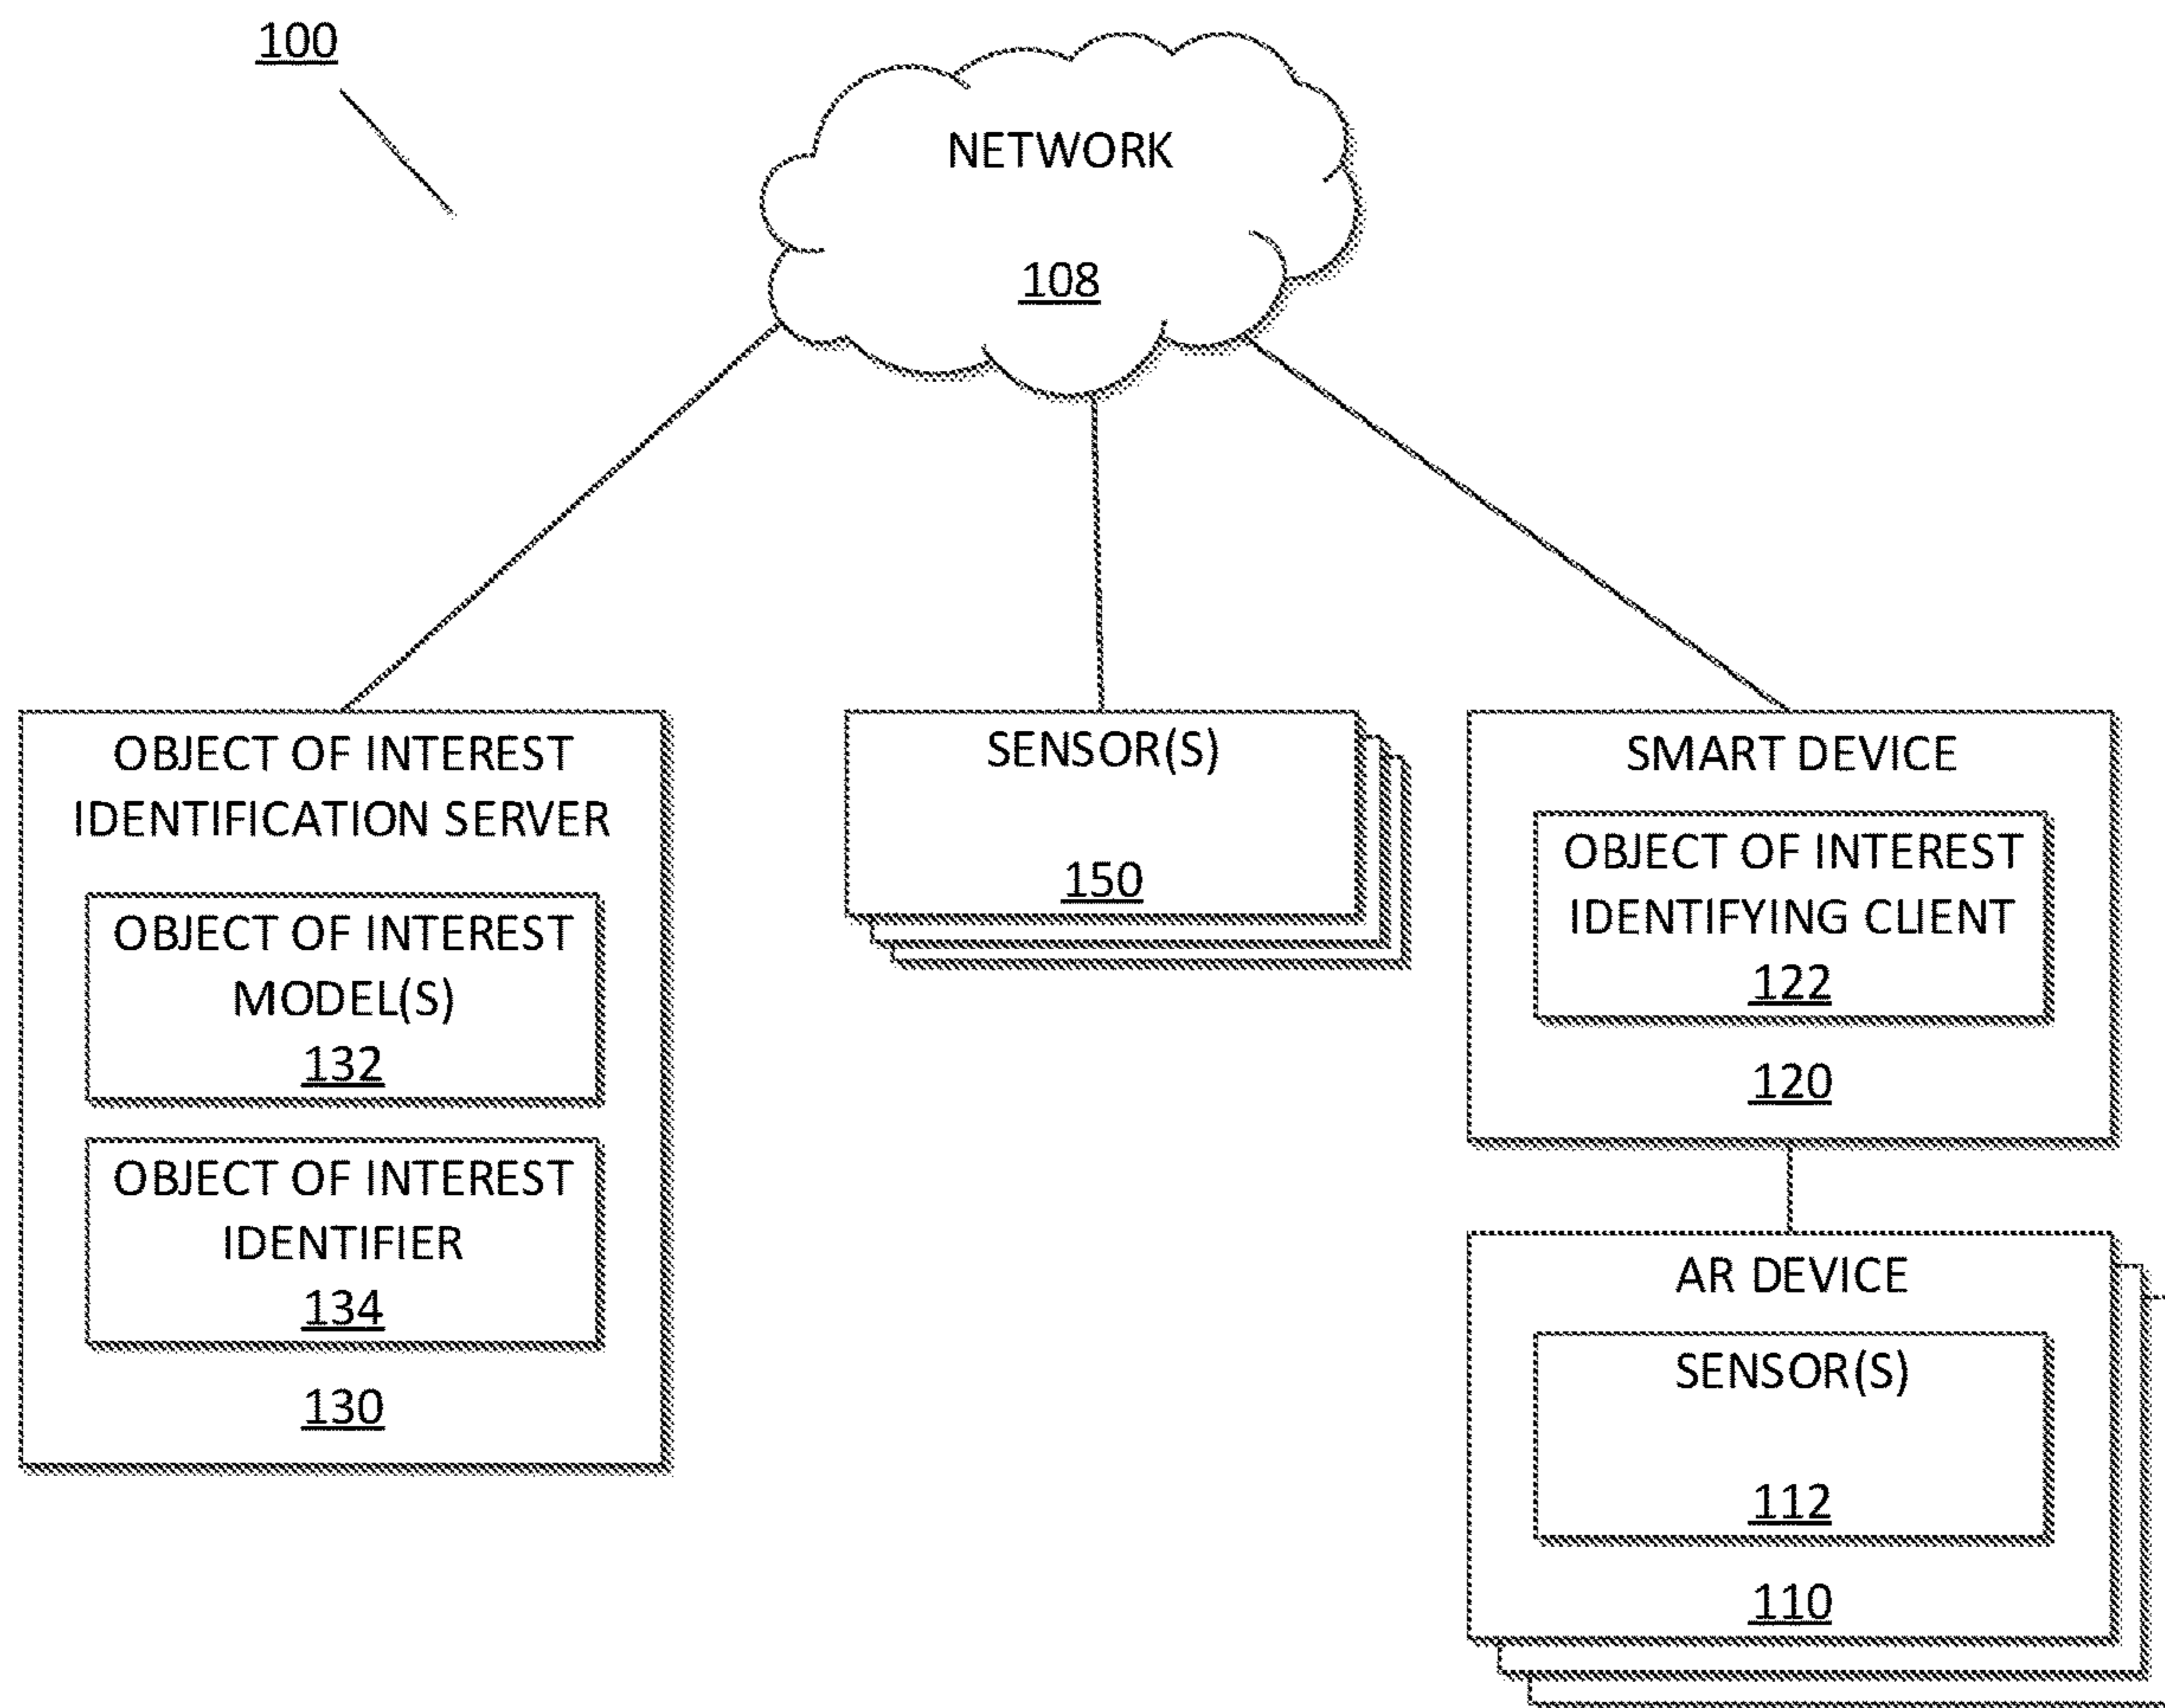 100
NETWORK
108
OBJECT OF INTEREST
IDENTIFICATION SERVER
OBJECT OF INTEREST
MODEL(S)
132
OBJECT OF INTEREST
IDENTIFIER
134
130
SENSOR(S)
150
SMART DEVICE
OBJECT OF INTEREST
IDENTIFYING CLIENT
122
120
AR DEVICE
SENSOR(S)
112
110